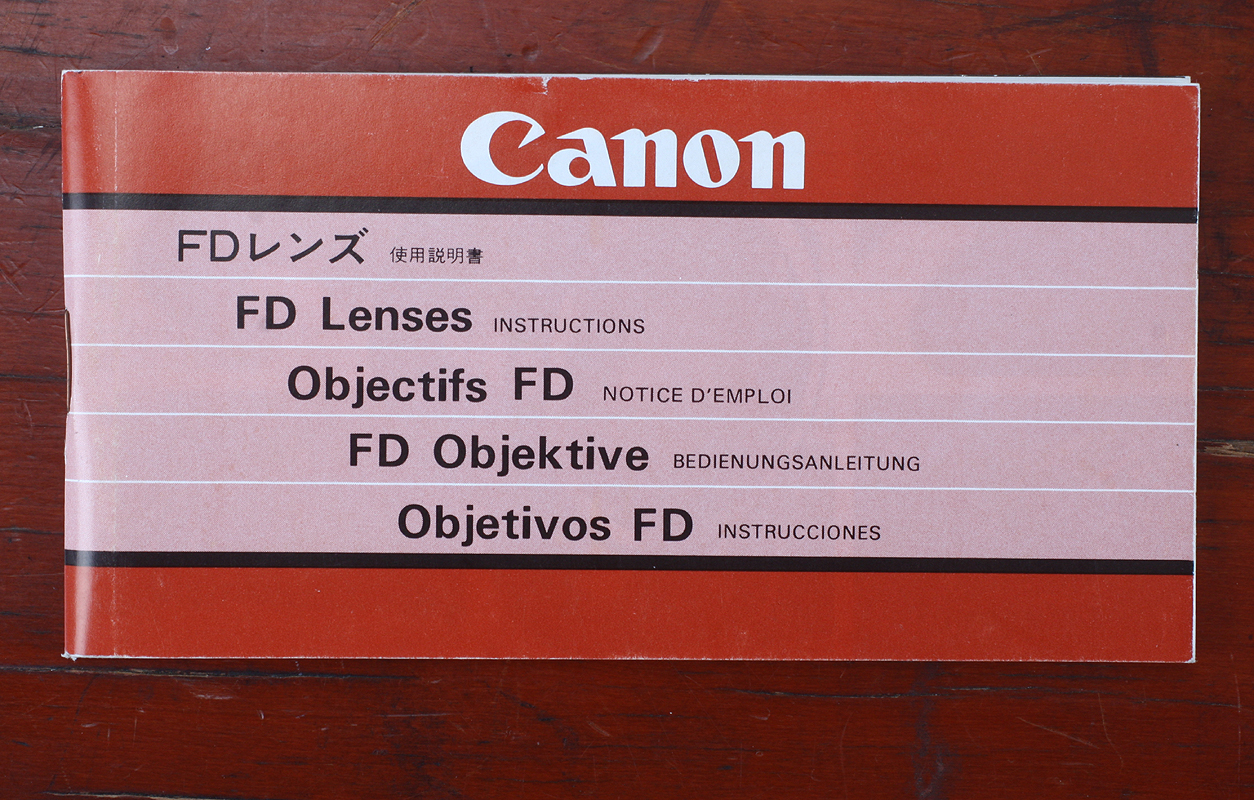 Canon
FDレンズ 使用説明書
FD Lenses INSTRUCTIONS
Objectifs FD NOTICE D'EMPLOI
FD Objektive BEDIENUNGSANLEITUNG
Objetivos FD INSTRUCCIONES